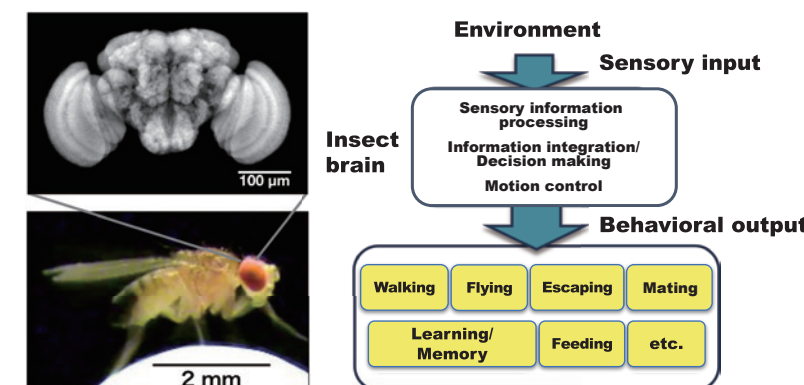 Environment
Sensory input
Sensory information
processing
Information integration/
Decision making
Motion control
Insect
brain
100 µm
Behavioral output
Walking
Flying
Escaping
Mating
Learning/
Memory
Feeding
etc.
2 mm